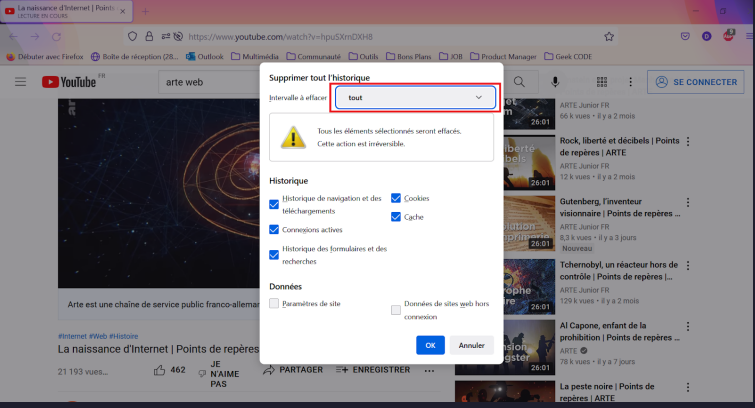 La naissance d'Internet | Points
LECTURE EN COURS
https://www.youtube.com/watch?v=hpuSXmDXH8
Débuter avec Firefox Boîte de réception (28... Outlook Multimédia Communauté Outils Bons Plans JOB Product Manager Geek CODE
YouTube FR
arte web
SE CONNECTER
Supprimer tout l'historique
Intervalle à effacer tout
Tous les éléments sélectionnés seront effacés.
Cette action est irréversible.
Historique
Historique de navigation et des
téléchargements
Cookies
Cache
Connexions actives
Historique des formulaires et des
recherches
Données
Paramètres de site
Données de sites web hors
connexion
OK Annuler
Arte est une chaîne de service public franco-alleman
#Internet #Web #Histoire
La naissance d'Internet | Points de repères
21 193 vues...
462
JE
N'AIME
PAS
PARTAGER
ENREGISTRER
26:01
ARTE Junior FR
66 k vues • il y a 2 mois
Rock, liberté et décibels | Points
de repères | ARTE
ARTE Junior FR
12 k vues • il y a 2 mois
26:01
Gutenberg, l'inventeur
visionnaire | Points de repères ...
ARTE Junior FR
8,3 k vues • il y a 3 jours
Nouveau
26:01
Tchernobyl, un réacteur hors de
contrôle | Points de repères |...
ARTE Junior FR
129 k vues • il y a 2 mois
26:01
Al Capone, enfant de la
prohibition | Points de repères ...
ARTE
78 k vues • il y a 7 jours
26:01
La peste noire | Points de
repères | ARTE